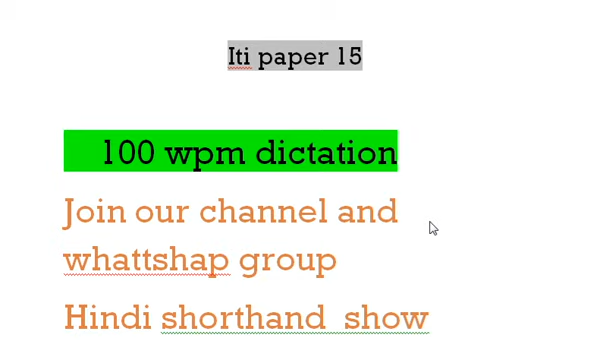 Iti paper 15
100 wpm dictation
Join our channel and
whattshap group
Hindi shorthand show